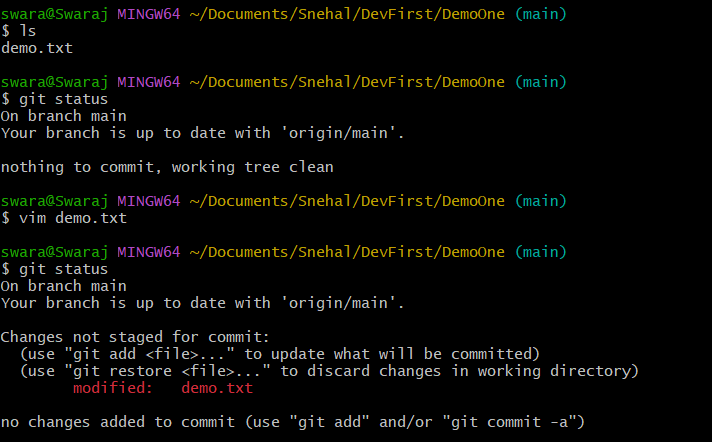 swara@Swaraj MINGW64 ~/Documents/Snehal/DevFirst/DemoOne (main)
$ ls
demo.txt

swara@Swaraj MINGW64 ~/Documents/Snehal/DevFirst/DemoOne (main)
$ git status
On branch main
Your branch is up to date with 'origin/main'.

nothing to commit, working tree clean

swara@Swaraj MINGW64 ~/Documents/Snehal/DevFirst/DemoOne (main)
$ vim demo.txt

swara@Swaraj MINGW64 ~/Documents/Snehal/DevFirst/DemoOne (main)
$ git status
On branch main
Your branch is up to date with 'origin/main'.

Changes not staged for commit:
  (use "git add <file>..." to update what will be committed)
  (use "git restore <file>..." to discard changes in working directory)
        modified:   demo.txt

no changes added to commit (use "git add" and/or "git commit -a")